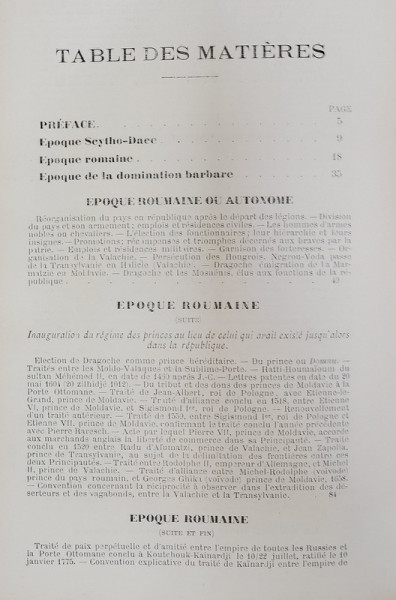 TABLE DES MATIÈRES
PAGE
PRÉFACE. 5
Epoque Scytho-Dace 9
Epoque romaine 18
Epoque de la domination barbare 35
EPOQUE ROUMAINE OU AUTONOME
Réorganisation du pays en république après le départ des légions. — Division
du pays et son armement; emplois et résidences civiles. — Les hommes d'armes
nobles ou chevaliers. — L'élection des fonctionnaires; leur hiérarchie et leurs
insignes. — Promotions; récompenses et triomphes décernés aux braves par la
patrie. — Emplois et résidences militaires. — Garnison des forteresses. — Or-
ganisation de la Valachie. — Persécution des Hongrois. Negrou-Voda passe
de la Transylvanie en Halicie (Valachie). — Dragoche émigration de la Mar-
matzie en Moldavie. — Dragoche et les Mosnéni, élus aux fonctions de la ré-
publique
EPOQUE ROUMAINE
(SUITE)
Inauguration du régime des princes au lieu de celui qui avait existé jusqu'alors
dans la république.
Election de Dragoche comme prince héréditaire. — Du prince ou Domnu. —
Traités entre les Moldo-Valaques et la Sublime-Porte. — Hatti-Houmaïoum du
sultan Méhémed II, en date de 1453 après J.-C. — Lettres patentes en date du 20
mai 1604 (20 zilhidjé 1012). — Du tribut et des dons des princes de Moldavie à la
Porte Ottomane. — Traité de Jean-Albert, roi de Pologne, avec Etienne-le-
Grand, prince de Moldavie. — Traité d'alliance conclu en 1518, entre Etienne
VI, prince de Moldavie, et Sigismond Ier, roi de Pologne. — Renouvellement
d'un traité antérieur. — Traité de 1553, entre Sigismond Ier, roi de Pologne et
Etienne VII, prince de Moldavie, confirmant le traité conclu l'année précédente
avec Pierre Raresch. — Acte par lequel Pierre VII, prince de Moldavie, accorde
aux marchands anglais la liberté de commerce dans sa Principauté. — Traité
conclu en 1520 entre Radu d'Afumatzi, prince de Valachie, et Jean Zapolia,
prince de Transylvanie, au sujet de la délimitation des frontières entre ces
deux Principautés. — Traité entre Rodolphe II, empereur d'Allemagne, et Michel
II, prince de Valachie. — Traité d'alliance entre Michel-Rodolphe (voïvode)
prince du pays roumain, et Georges Ghika (voïvode) prince de Moldavie, 1658.
— Convention concernant la réciprocité à observer dans l'extradition des dé-
serteurs et des vagabonds, entre la Valachie et la Transylvanie. 84
EPOQUE ROUMAINE
(SUITE ET FIN)
Traité de paix perpétuelle et d'amitié entre l'empire de toutes les Russies et
la Porte Ottomane conclu à Koutchouk-Kaïnardji le 10/22 juillet, ratifié le 19
janvier 1775. — Convention explicative du traité de Kaïnardji entre l'empire de